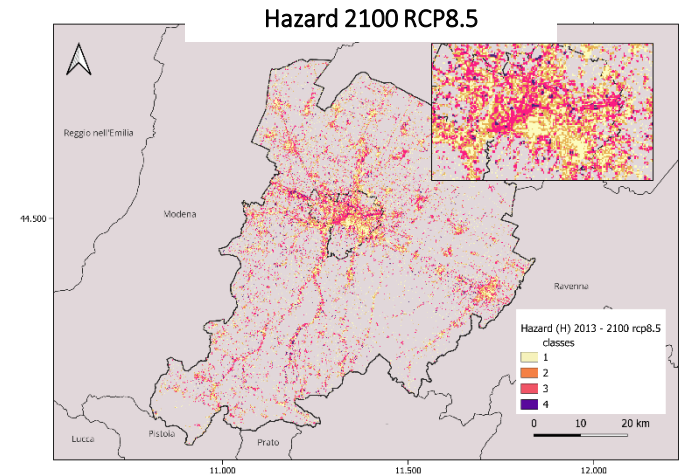 Hazard 2100 RCP8.5
Reggio nell'Emilia
44.500
Modena
Ravenna
Hazard (H) 2013 - 2100 rcp8.5
classes
1
2
3
4
0 10 20 km
Lucca
Pistoia
Prato
11.000 11.500 12.000